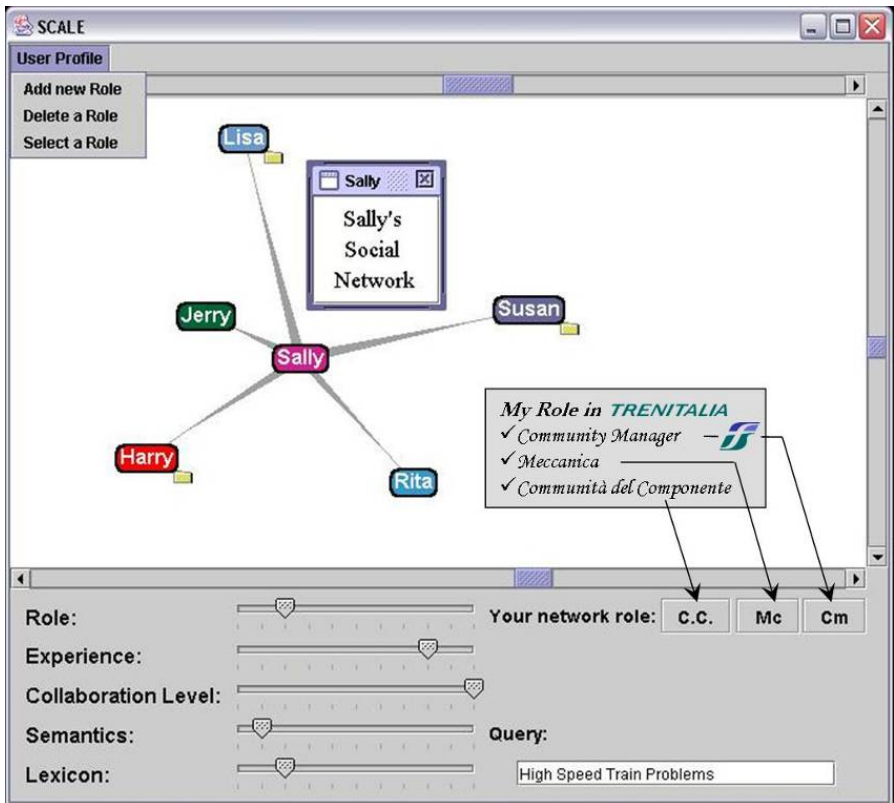 SCALE
User Profile
Add new Role
Delete a Role
Select a Role
Lisa
Sally
Sally's
Social
Network
Jerry
Susan
Sally
Harry
Rita
My Role in TRENITALIA
✓ Community Manager
✓ Meccanica
✓ Communità del Componente
Role:
Your network role: C.C. Mc Cm
Experience:
Collaboration Level:
Semantics:
Query:
Lexicon:
High Speed Train Problems